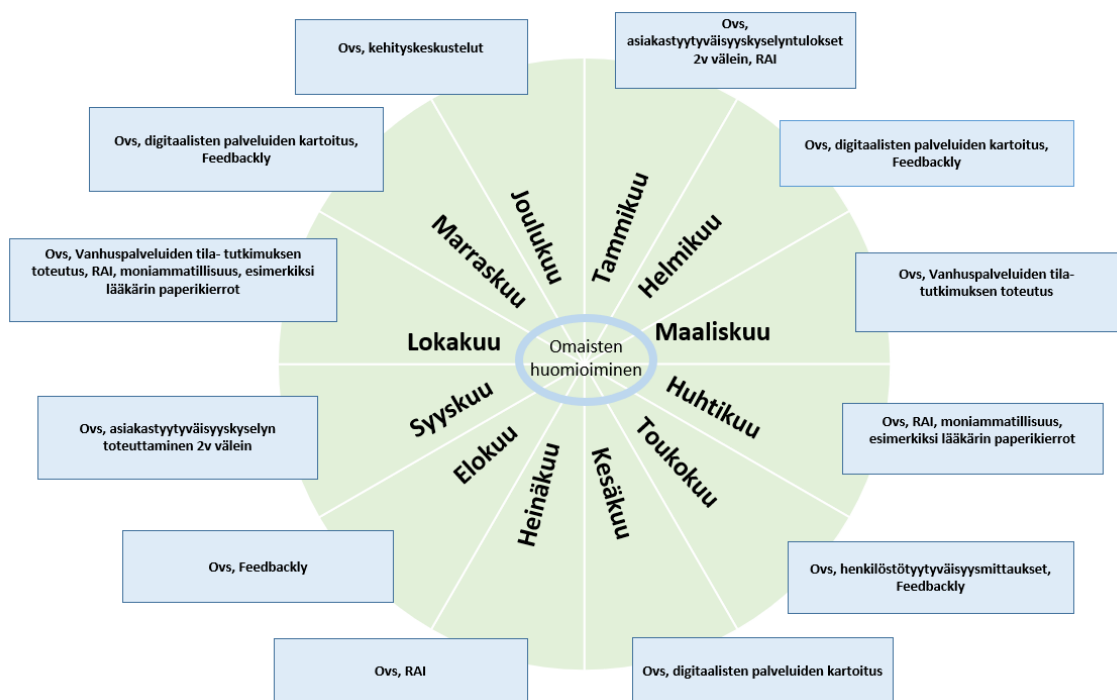 Ovs,
asiakastyytyväisyyskyselyntulokset
2v välein, RAI
Ovs, kehityskeskustelut
Ovs, digitaalisten palveluiden kartoitus,
Feedbackly
Ovs, digitaalisten palveluiden kartoitus,
Feedbackly
Ovs, Vanhuspalveluiden tila- tutkimuksen
toteutus, RAI, moniammatillisuus, esimerkiksi
lääkärin paperikierrot
Ovs, Vanhuspalveluiden tila-
tutkimuksen toteutus
Joulukuu
Tammikuu
Marraskuu
Helmikuu
Lokakuu
Maaliskuu
Omaisten
huomioiminen
Syyskuu
Huhtikuu
Elokuu
Toukokuu
Heinäkuu
Kesäkuu
Ovs, asiakastyytyväisyyskyselyn
toteuttaminen 2v välein
Ovs, RAI, moniammatillisuus,
esimerkiksi lääkärin paperikierrot
Ovs, Feedbackly
Ovs, henkilöstötyytyväisyysmittaukset,
Feedbackly
Ovs, RAI
Ovs, digitaalisten palveluiden kartoitus